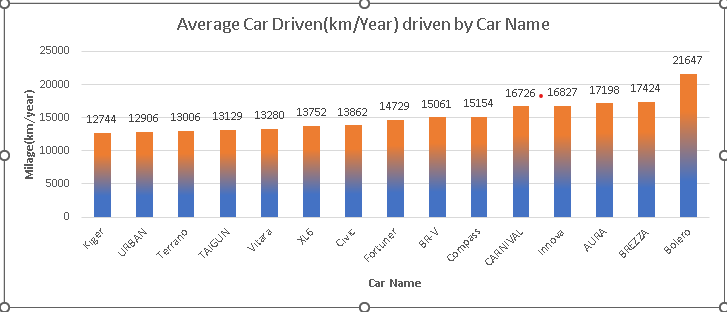 Average Car Driven(km/Year) driven by Car Name
Milage(km/year)
25000
20000
15000
10000
5000
0
12744 12906 13006 13129 13280 13752 13862 14729 15061 15154 16726 16827 17198 17424 21647
Kiger URBAN Terrano TAIGUN Vitara XL6 Civic Fortuner BR-V Compass CARNIVAL Innova AURA BREZZA Bolero
Car Name